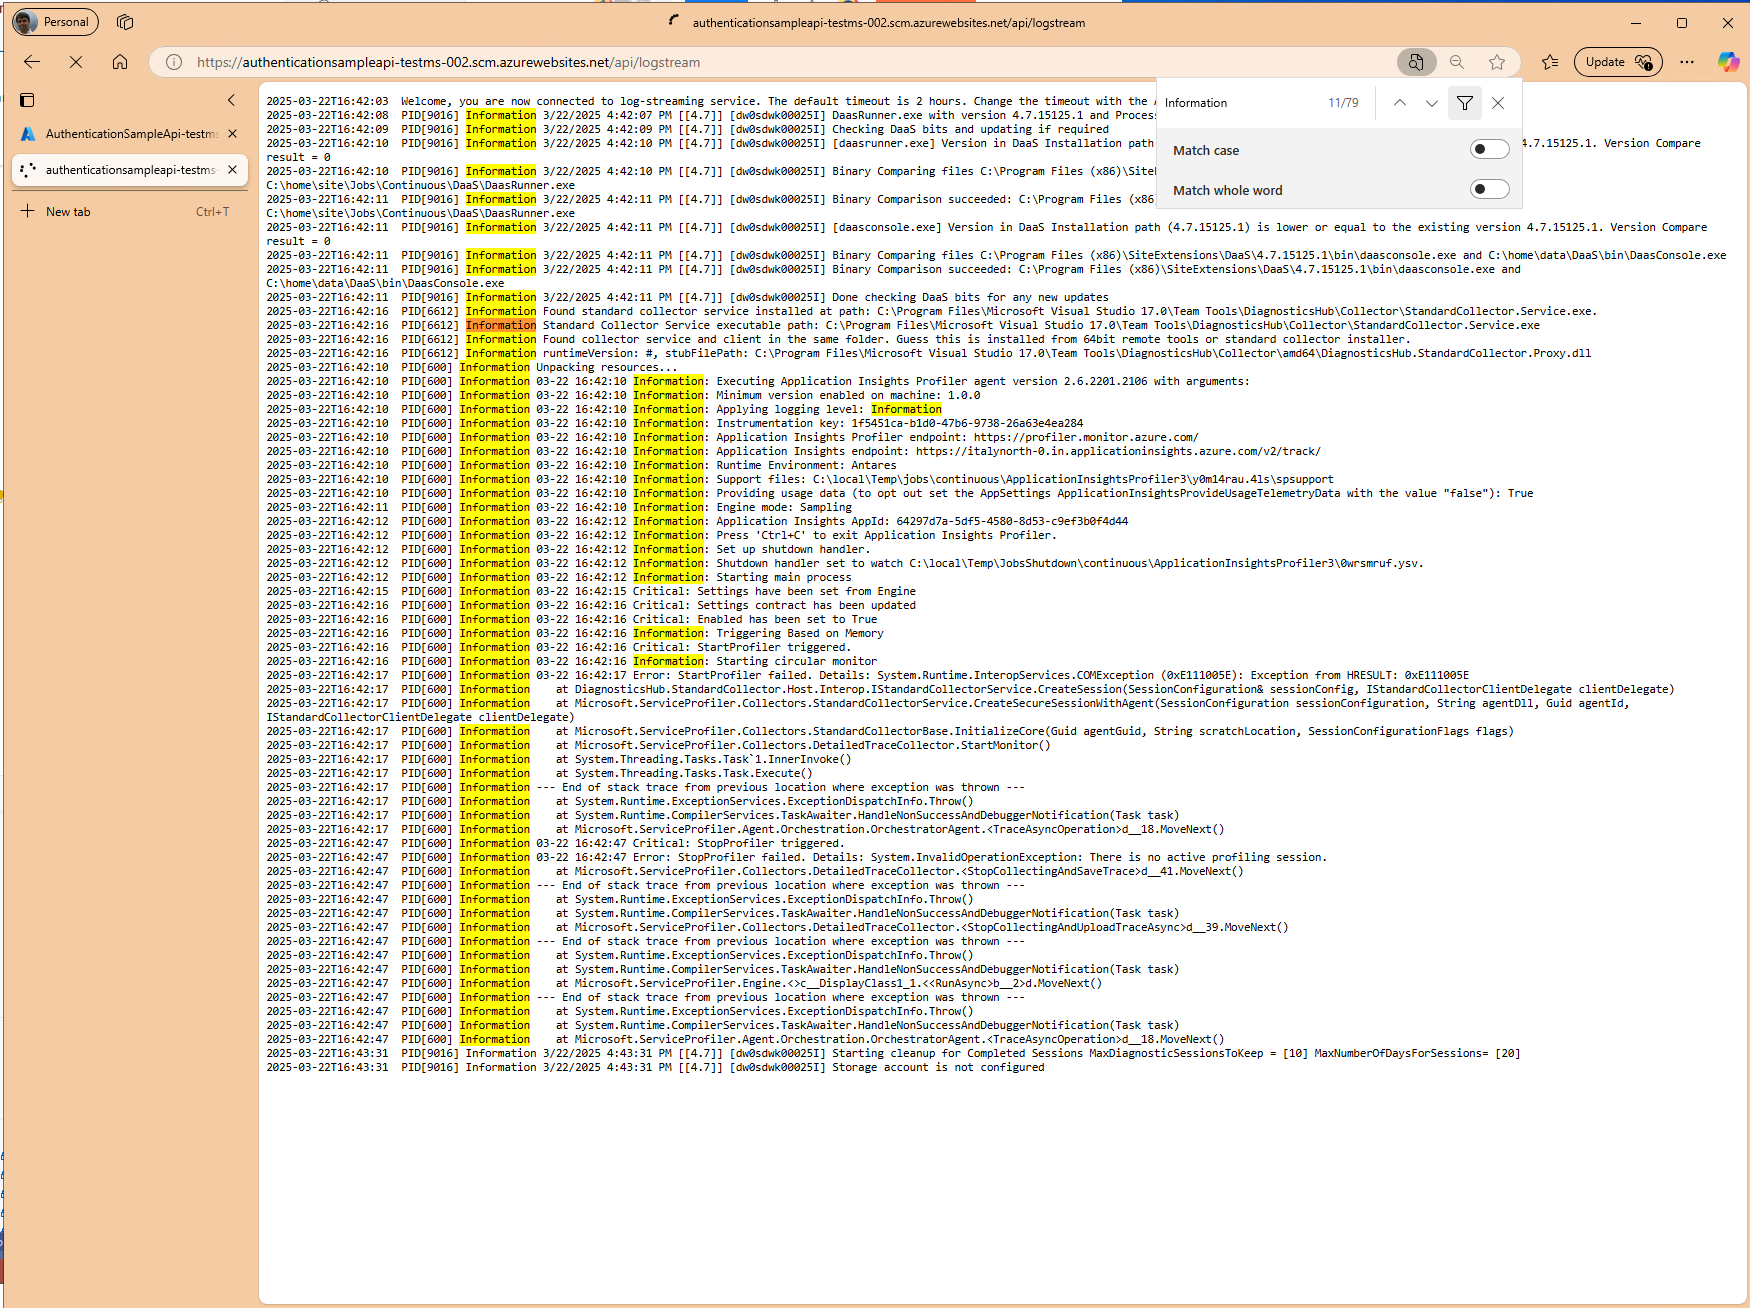 Personal
authenticationsampleapi-testms-002.scm.azurewebsites.net/api/logstream
https://authenticationsampleapi-testms-002.scm.azurewebsites.net/api/logstream
Update
AuthenticationSampleApi-testms
authenticationsampleapi-testms-
New tab Ctrl+T
Information 11/79
Match case
Match whole word
2025-03-22T16:42:03 Welcome, you are now connected to log-streaming service. The default timeout is 2 hours. Change the timeout with the
2025-03-22T16:42:08 PID[9016] Information 3/22/2025 4:42:07 PM [[4.7]] [dw0sdwk00025I] DaasRunner.exe with version 4.7.15125.1 and Process
2025-03-22T16:42:09 PID[9016] Information 3/22/2025 4:42:09 PM [[4.7]] [dw0sdwk00025I] Checking DaaS bits and updating if required
2025-03-22T16:42:10 PID[9016] Information 3/22/2025 4:42:10 PM [[4.7]] [dw0sdwk00025I] [daasrunner.exe] Version in DaaS Installation path 4.7.15125.1. Version Compare
result = 0
2025-03-22T16:42:10 PID[9016] Information 3/22/2025 4:42:10 PM [[4.7]] [dw0sdwk00025I] Binary Comparing files C:\Program Files (x86)\SiteE
C:\home\site\Jobs\Continuous\DaaS\DaasRunner.exe
2025-03-22T16:42:11 PID[9016] Information 3/22/2025 4:42:11 PM [[4.7]] [dw0sdwk00025I] Binary Comparison succeeded: C:\Program Files (x86
C:\home\site\Jobs\Continuous\DaaS\DaasRunner.exe
2025-03-22T16:42:11 PID[9016] Information 3/22/2025 4:42:11 PM [[4.7]] [dw0sdwk00025I] [daasconsole.exe] Version in DaaS Installation path (4.7.15125.1) is lower or equal to the existing version 4.7.15125.1. Version Compare
result = 0
2025-03-22T16:42:11 PID[9016] Information 3/22/2025 4:42:11 PM [[4.7]] [dw0sdwk00025I] Binary Comparing files C:\Program Files (x86)\SiteExtensions\DaaS\4.7.15125.1\bin\daasconsole.exe and C:\home\data\DaaS\bin\DaasConsole.exe
2025-03-22T16:42:11 PID[9016] Information 3/22/2025 4:42:11 PM [[4.7]] [dw0sdwk00025I] Binary Comparison succeeded: C:\Program Files (x86)\SiteExtensions\DaaS\4.7.15125.1\bin\daasconsole.exe and
C:\home\data\DaaS\bin\DaasConsole.exe
2025-03-22T16:42:11 PID[9016] Information 3/22/2025 4:42:11 PM [[4.7]] [dw0sdwk00025I] Done checking DaaS bits for any new updates
2025-03-22T16:42:16 PID[6612] Information Found standard collector service installed at path: C:\Program Files\Microsoft Visual Studio 17.0\Team Tools\DiagnosticsHub\Collector\StandardCollector.Service.exe.
2025-03-22T16:42:16 PID[6612] Information Standard Collector Service executable path: C:\Program Files\Microsoft Visual Studio 17.0\Team Tools\DiagnosticsHub\Collector\StandardCollector.Service.exe
2025-03-22T16:42:16 PID[6612] Information Found collector service and client in the same folder. Guess this is installed from 64bit remote tools or standard collector installer.
2025-03-22T16:42:16 PID[6612] Information runtimeVersion: #, stubFilePath: C:\Program Files\Microsoft Visual Studio 17.0\Team Tools\DiagnosticsHub\Collector\amd64\DiagnosticsHub.StandardCollector.Proxy.dll
2025-03-22T16:42:10 PID[600] Information Unpacking resources...
2025-03-22T16:42:10 PID[600] Information 03-22 16:42:10 Information: Executing Application Insights Profiler agent version 2.6.2201.2106 with arguments:
2025-03-22T16:42:10 PID[600] Information 03-22 16:42:10 Information: Minimum version enabled on machine: 1.0.0
2025-03-22T16:42:10 PID[600] Information 03-22 16:42:10 Information: Applying logging level: Information
2025-03-22T16:42:10 PID[600] Information 03-22 16:42:10 Information: Instrumentation key: 1f5451ca-b1d0-47b6-9738-26a63e4ea284
2025-03-22T16:42:10 PID[600] Information 03-22 16:42:10 Information: Application Insights Profiler endpoint: https://profiler.monitor.azure.com/
2025-03-22T16:42:10 PID[600] Information 03-22 16:42:10 Information: Application Insights endpoint: https://italynorth-0.in.applicationinsights.azure.com/v2/track/
2025-03-22T16:42:10 PID[600] Information 03-22 16:42:10 Information: Runtime Environment: Antares
2025-03-22T16:42:10 PID[600] Information 03-22 16:42:10 Information: Support files: C:\local\Temp\jobs\continuous\ApplicationInsightsProfiler3\y0m14rau.4ls\spsupport
2025-03-22T16:42:10 PID[600] Information 03-22 16:42:10 Information: Providing usage data (to opt out set the AppSettings ApplicationInsightsProvideUsageTelemetryData with the value "false"): True
2025-03-22T16:42:11 PID[600] Information 03-22 16:42:10 Information: Engine mode: Sampling
2025-03-22T16:42:12 PID[600] Information 03-22 16:42:12 Information: Application Insights AppId: 64297d7a-5df5-4580-8d53-c9ef3b0f4d44
2025-03-22T16:42:12 PID[600] Information 03-22 16:42:12 Information: Press 'Ctrl+C' to exit Application Insights Profiler.
2025-03-22T16:42:12 PID[600] Information 03-22 16:42:12 Information: Set up shutdown handler.
2025-03-22T16:42:12 PID[600] Information 03-22 16:42:12 Information: Shutdown handler set to watch C:\local\Temp\JobsShutdown\continuous\ApplicationInsightsProfiler3\0wrsmruf.ysv.
2025-03-22T16:42:12 PID[600] Information 03-22 16:42:12 Information: Starting main process
2025-03-22T16:42:15 PID[600] Information 03-22 16:42:15 Critical: Settings have been set from Engine
2025-03-22T16:42:16 PID[600] Information 03-22 16:42:16 Critical: Settings contract has been updated
2025-03-22T16:42:16 PID[600] Information 03-22 16:42:16 Critical: Enabled has been set to True
2025-03-22T16:42:16 PID[600] Information 03-22 16:42:16 Information: Triggering Based on Memory
2025-03-22T16:42:16 PID[600] Information 03-22 16:42:16 Critical: StartProfiler triggered.
2025-03-22T16:42:16 PID[600] Information 03-22 16:42:16 Information: Starting circular monitor
2025-03-22T16:42:17 PID[600] Information 03-22 16:42:17 Error: StartProfiler failed. Details: System.Runtime.InteropServices.COMException (0xE111005E): Exception from HRESULT: 0xE111005E
2025-03-22T16:42:17 PID[600] Information at DiagnosticsHub.StandardCollector.Host.Interop.IStandardCollectorService.CreateSession(SessionConfiguration& sessionConfig, IStandardCollectorClientDelegate clientDelegate)
2025-03-22T16:42:17 PID[600] Information at Microsoft.ServiceProfiler.Collectors.StandardCollectorService.CreateSecureSessionWithAgent(SessionConfiguration sessionConfiguration, String agentDll, Guid agentId,
IStandardCollectorClientDelegate clientDelegate)
2025-03-22T16:42:17 PID[600] Information at Microsoft.ServiceProfiler.Collectors.StandardCollectorBase.InitializeCore(Guid agentGuid, String scratchLocation, SessionConfigurationFlags flags)
2025-03-22T16:42:17 PID[600] Information at Microsoft.ServiceProfiler.Collectors.DetailedTraceCollector.StartMonitor()
2025-03-22T16:42:17 PID[600] Information at System.Threading.Tasks.Task`1.InnerInvoke()
2025-03-22T16:42:17 PID[600] Information at System.Threading.Tasks.Task.Execute()
2025-03-22T16:42:17 PID[600] Information --- End of stack trace from previous location where exception was thrown ---
2025-03-22T16:42:17 PID[600] Information at System.Runtime.ExceptionServices.ExceptionDispatchInfo.Throw()
2025-03-22T16:42:17 PID[600] Information at System.Runtime.CompilerServices.TaskAwaiter.HandleNonSuccessAndDebuggerNotification(Task task)
2025-03-22T16:42:17 PID[600] Information at Microsoft.ServiceProfiler.Agent.Orchestration.OrchestratorAgent.<TraceAsyncOperation>d__18.MoveNext()
2025-03-22T16:42:47 PID[600] Information 03-22 16:42:47 Critical: StopProfiler triggered.
2025-03-22T16:42:47 PID[600] Information 03-22 16:42:47 Error: StopProfiler failed. Details: System.InvalidOperationException: There is no active profiling session.
2025-03-22T16:42:47 PID[600] Information at Microsoft.ServiceProfiler.Collectors.DetailedTraceCollector.<StopCollectingAndSaveTrace>d__41.MoveNext()
2025-03-22T16:42:47 PID[600] Information --- End of stack trace from previous location where exception was thrown ---
2025-03-22T16:42:47 PID[600] Information at System.Runtime.ExceptionServices.ExceptionDispatchInfo.Throw()
2025-03-22T16:42:47 PID[600] Information at System.Runtime.CompilerServices.TaskAwaiter.HandleNonSuccessAndDebuggerNotification(Task task)
2025-03-22T16:42:47 PID[600] Information at Microsoft.ServiceProfiler.Collectors.DetailedTraceCollector.<StopCollectingAndUploadTraceAsync>d__39.MoveNext()
2025-03-22T16:42:47 PID[600] Information --- End of stack trace from previous location where exception was thrown ---
2025-03-22T16:42:47 PID[600] Information at System.Runtime.ExceptionServices.ExceptionDispatchInfo.Throw()
2025-03-22T16:42:47 PID[600] Information at System.Runtime.CompilerServices.TaskAwaiter.HandleNonSuccessAndDebuggerNotification(Task task)
2025-03-22T16:42:47 PID[600] Information at Microsoft.ServiceProfiler.Engine.<>c__DisplayClass1_1.<<RunAsync>b__2>d.MoveNext()
2025-03-22T16:42:47 PID[600] Information --- End of stack trace from previous location where exception was thrown ---
2025-03-22T16:42:47 PID[600] Information at System.Runtime.ExceptionServices.ExceptionDispatchInfo.Throw()
2025-03-22T16:42:47 PID[600] Information at System.Runtime.CompilerServices.TaskAwaiter.HandleNonSuccessAndDebuggerNotification(Task task)
2025-03-22T16:42:47 PID[600] Information at Microsoft.ServiceProfiler.Agent.Orchestration.OrchestratorAgent.<TraceAsyncOperation>d__18.MoveNext()
2025-03-22T16:43:31 PID[9016] Information 3/22/2025 4:43:31 PM [[4.7]] [dw0sdwk00025I] Starting cleanup for Completed Sessions MaxDiagnosticSessionsToKeep = [10] MaxNumberOfDaysForSessions= [20]
2025-03-22T16:43:31 PID[9016] Information 3/22/2025 4:43:31 PM [[4.7]] [dw0sdwk00025I] Storage account is not configured